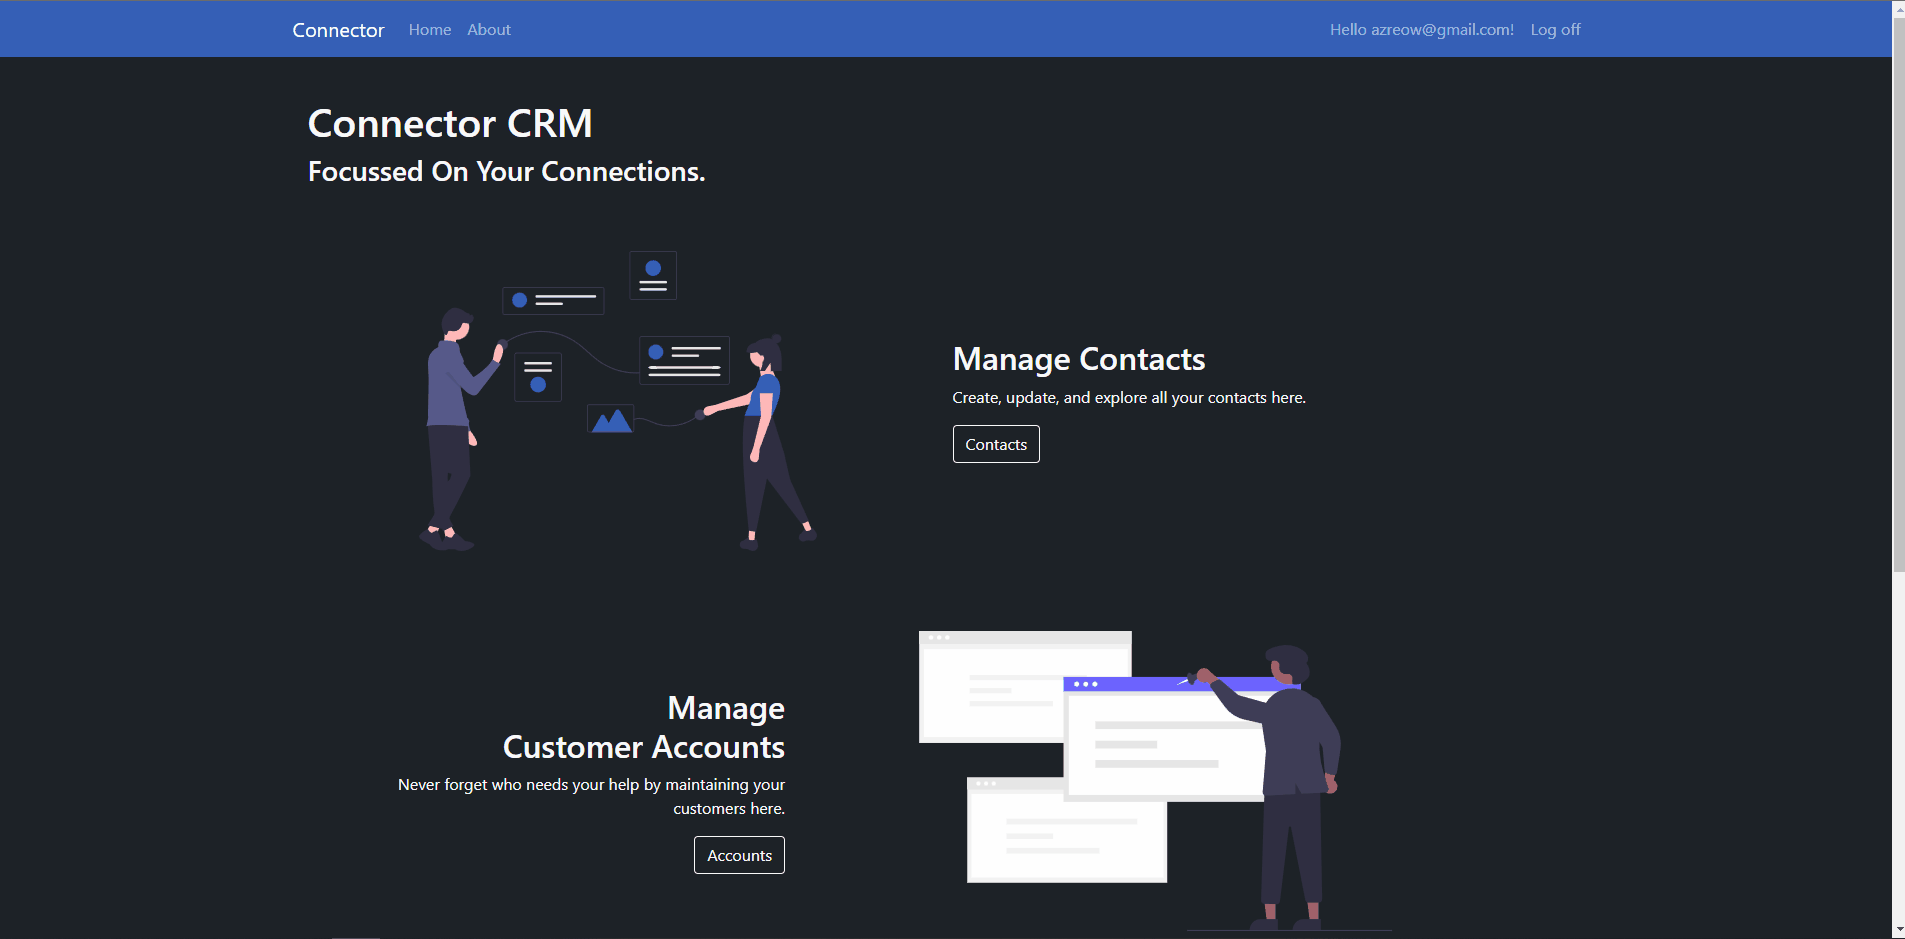 Connector Home About Hello azreow@gmail.com! Log off
Connector CRM
Focussed On Your Connections.
Manage Contacts
Create, update, and explore all your contacts here.
Contacts
Manage
Customer Accounts
Never forget who needs your help by maintaining your
customers here.
Accounts